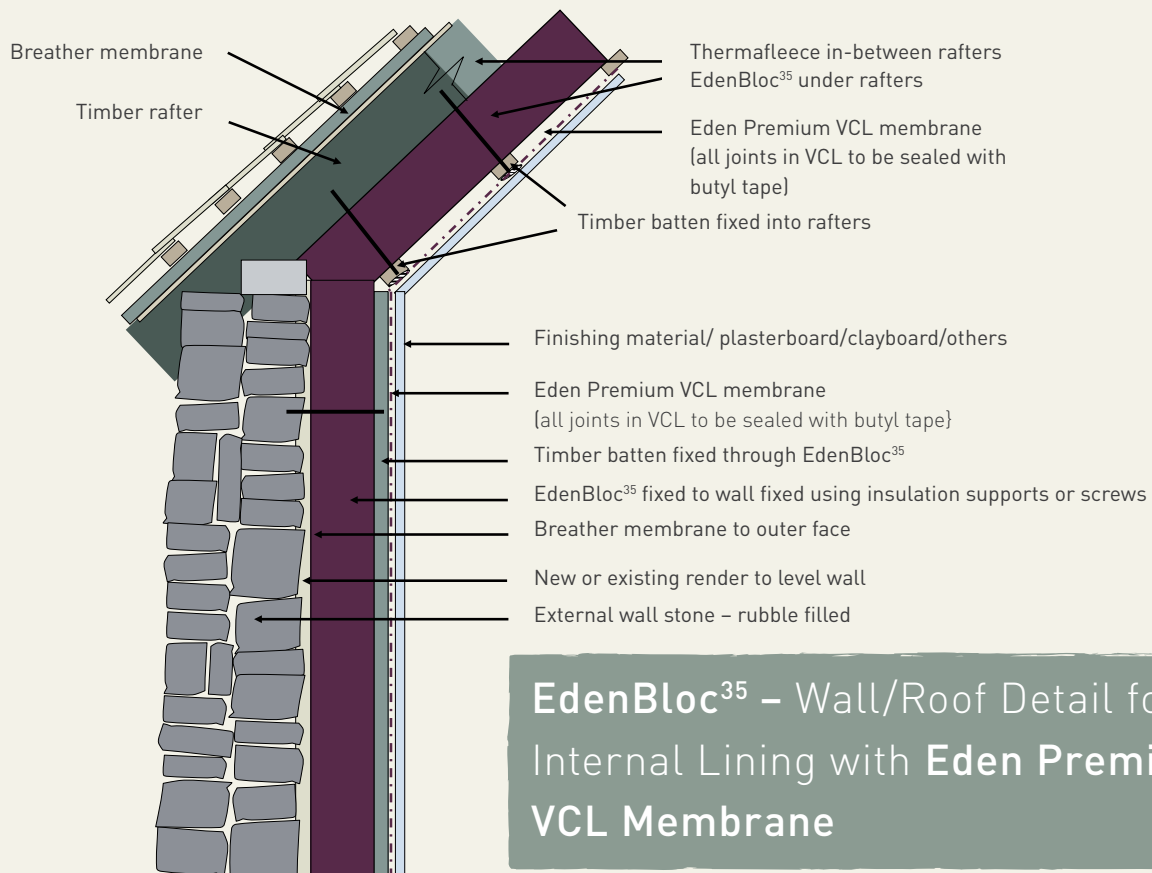 Breather membrane
Timber rafter
Thermafleece in-between rafters
EdenBloc³⁵ under rafters
Eden Premium VCL membrane
(all joints in VCL to be sealed with
butyl tape)
Timber batten fixed into rafters
Finishing material/ plasterboard/clayboard/others
Eden Premium VCL membrane
(all joints in VCL to be sealed with butyl tape}
Timber batten fixed through EdenBloc³⁵
EdenBloc³⁵ fixed to wall fixed using insulation supports or screws
Breather membrane to outer face
New or existing render to level wall
External wall stone – rubble filled
EdenBloc³⁵ – Wall/Roof Detail
Internal Lining with Eden
VCL Membrane